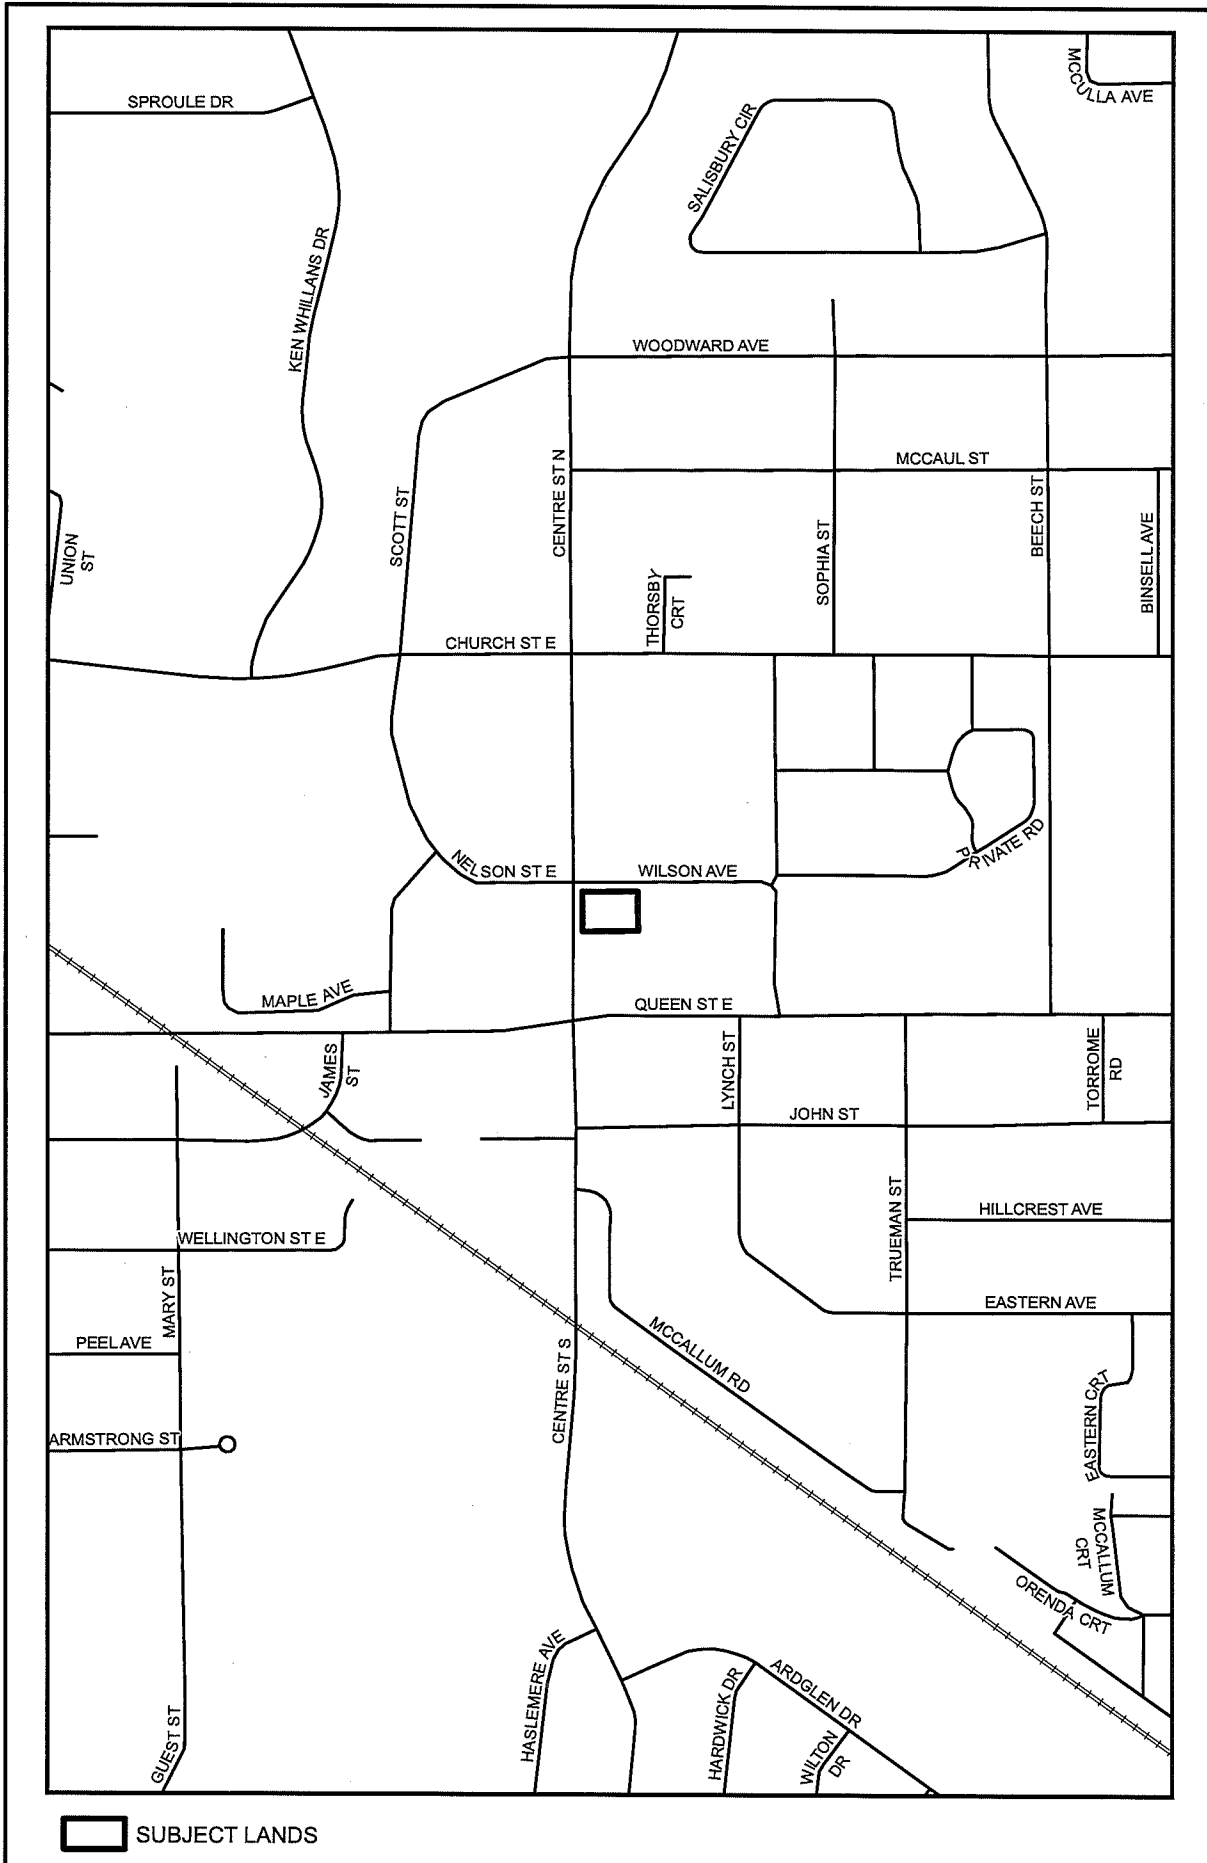 MCCULLA AVE
SPROULE DR
SALISBURY CIR
KEN WHILLANS DR
WOODWARD AVE
MCCAUL ST
CENTRE ST N
SCOTT ST
BEECH ST
SOPHIA ST
BINSELL AVE
UNION
ST
THORSBY
CRT
CHURCH ST E
PRIVATE RD
NELSON ST E
WILSON AVE
MAPLE AVE
QUEEN ST E
JAMES
ST
LYNCH ST
TORROME
RD
JOHN ST
TRUEMAN ST
HILLCREST AVE
WELLINGTON ST E
MARY ST
EASTERN AVE
PEEL AVE
MCCALLUM RD
CENTRE ST S
EASTERN CRT
ARMSTRONG ST
MCCALLUM
CRT
ORENDA CRT
HASLEMERE AVE
ARDGLEN DR
HARDWICK DR
WILTON
DR
GUEST ST
SUBJECT LANDS